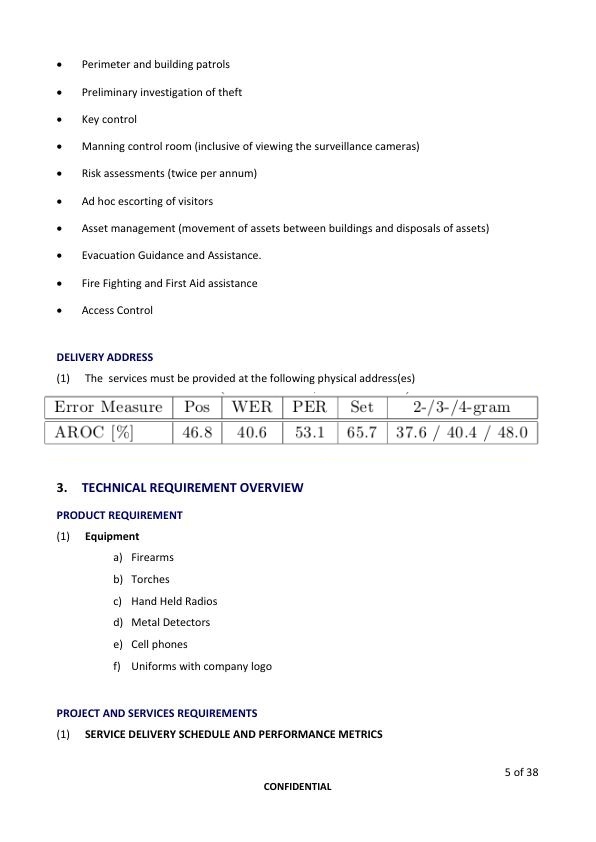 • Perimeter and building patrols
• Preliminary investigation of theft
• Key control
• Manning control room (inclusive of viewing the surveillance cameras)
• Risk assessments (twice per annum)
• Ad hoc escorting of visitors
• Asset management (movement of assets between buildings and disposals of assets)
• Evacuation Guidance and Assistance.
• Fire Fighting and First Aid assistance
• Access Control
DELIVERY ADDRESS
(1) The services must be provided at the following physical address(es)
Error Measure Pos WER PER Set 2-/3-/4-gram
AROC [%] 46.8 40.6 53.1 65.7 37.6 / 40.4 / 48.0
3. TECHNICAL REQUIREMENT OVERVIEW
PRODUCT REQUIREMENT
(1) Equipment
a) Firearms
b) Torches
c) Hand Held Radios
d) Metal Detectors
e) Cell phones
f) Uniforms with company logo
PROJECT AND SERVICES REQUIREMENTS
(1) SERVICE DELIVERY SCHEDULE AND PERFORMANCE METRICS
5 of 38
CONFIDENTIAL